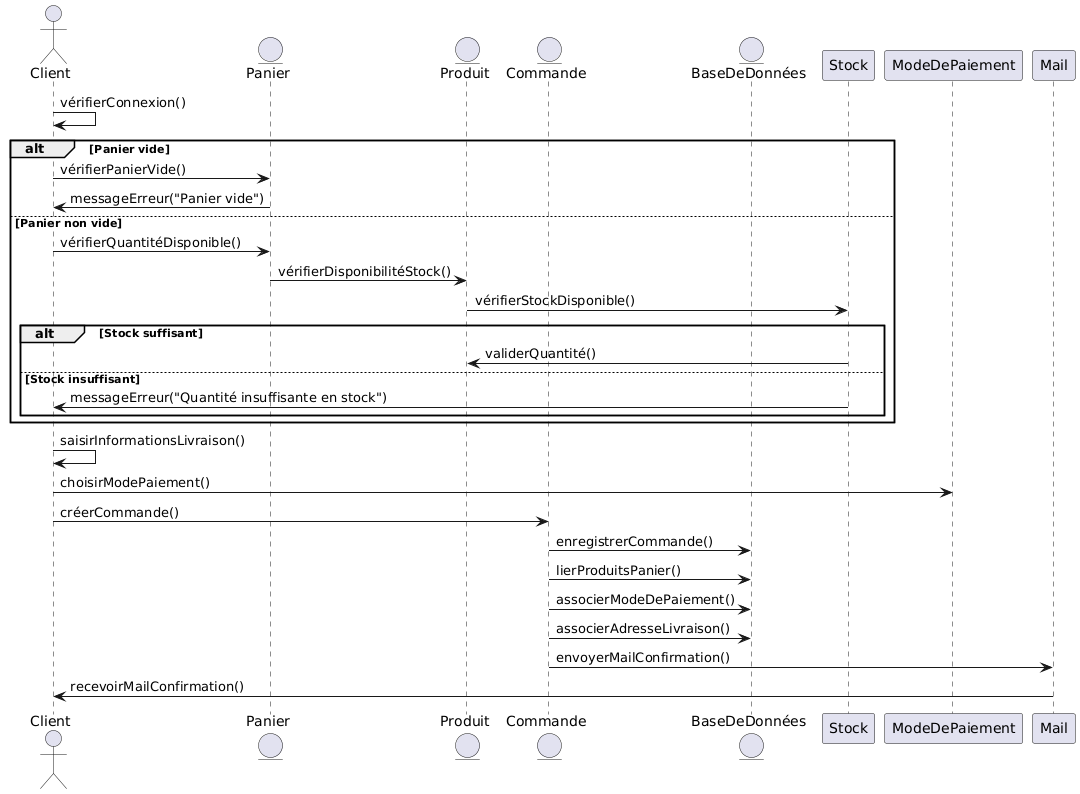 Client
Panier
Produit
Commande
BaseDeDonnées
Stock
ModeDePaiement
Mail
vérifierConnexion()
alt [Panier vide]
vérifierPanierVide()
messageErreur("Panier vide")
[Panier non vide]
vérifierQuantitéDisponible()
vérifierDisponibilitéStock()
vérifierStockDisponible()
alt [Stock suffisant]
validerQuantité()
[Stock insuffisant]
messageErreur("Quantité insuffisante en stock")
saisirInformationsLivraison()
choisirModePaiement()
créerCommande()
enregistrerCommande()
lierProduitsPanier()
associerModeDePaiement()
associerAdresseLivraison()
envoyerMailConfirmation()
recevoirMailConfirmation()
Client
Panier
Produit
Commande
BaseDeDonnées
Stock
ModeDePaiement
Mail